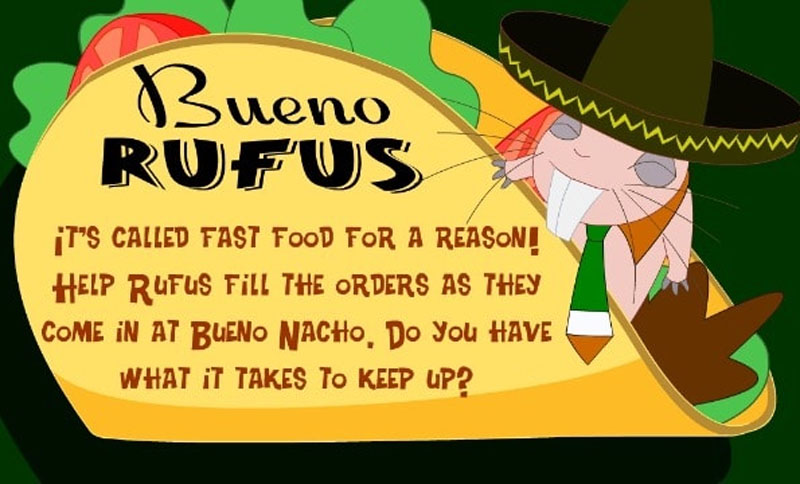 Bueno
RUFUS
¡T'S CALLED FAST FOOD FOR A REASON!
HELP RUFUS FILL THE ORDERS AS THEY
COME IN AT BUENO NACHO. DO YOU HAVE
WHAT IT TAKES TO KEEP UP?